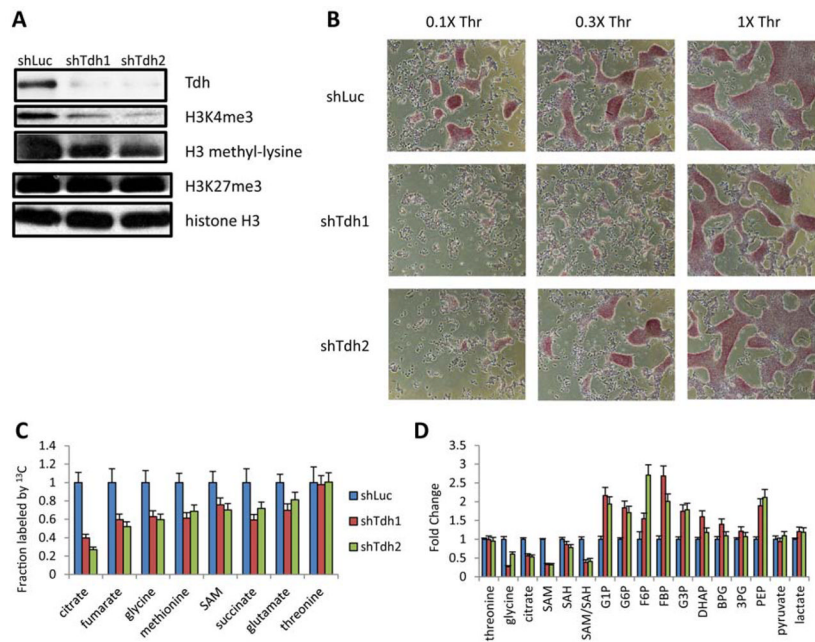 A
shLuc shTdh1 shTdh2
Tdh
H3K4me3
H3 methyl-lysine
H3K27me3
histone H3
B
0.1X Thr 0.3X Thr 1X Thr
shLuc
shTdh1
shTdh2
C
Fraction labeled by ¹³C
1.4
1.2
1
0.8
0.6
0.4
0.2
0
citrate
fumarate
glycine
methionine
SAM
succinate
glutamate
threonine
shLuc
shTdh1
shTdh2
D
Fold Change
3.5
3
2.5
2
1.5
1
0.5
0
threonine
glycine
citrate
SAM
SAH
SAM/SAH
G1P
G6P
F6P
FBP
G3P
DHAP
BPG
3PG
PEP
pyruvate
lactate